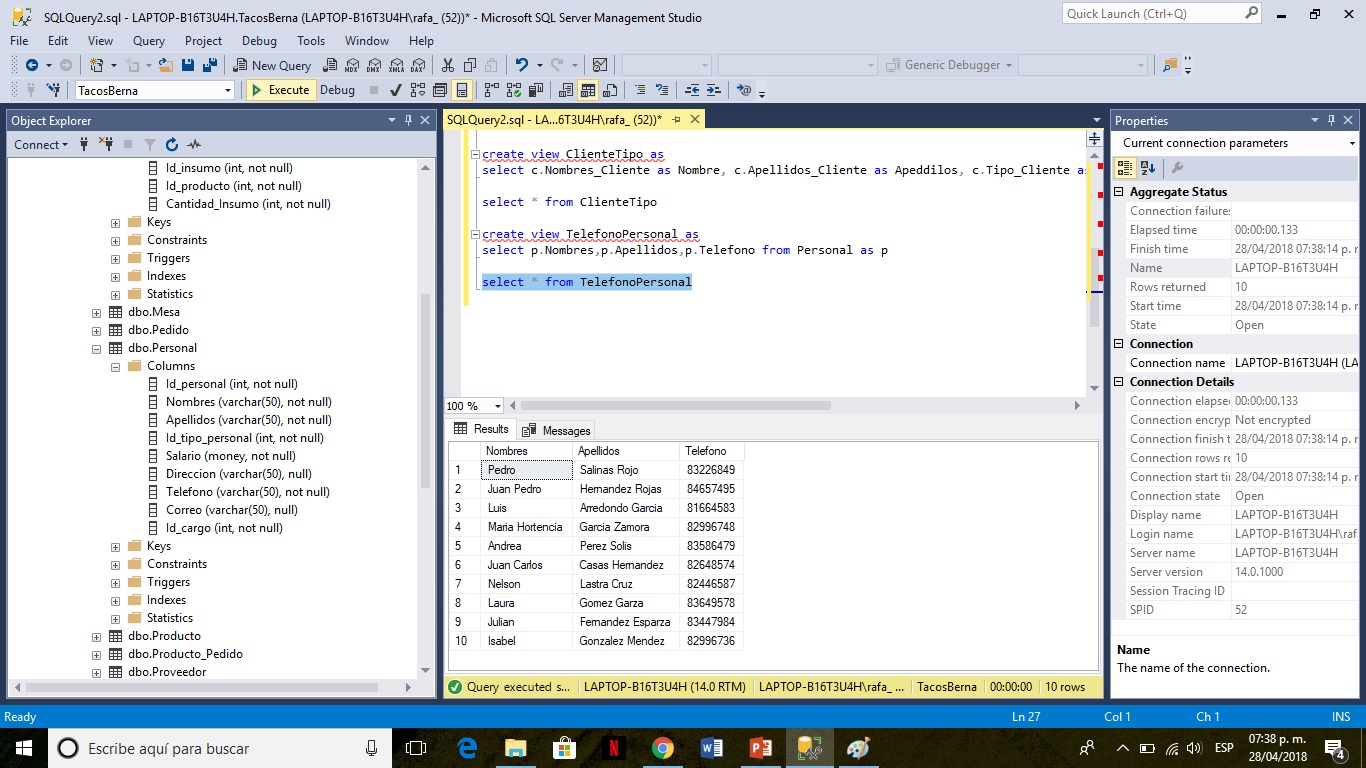 SQLQuery2.sql - LAPTOP-B16T3U4H.TacosBerna (LAPTOP-B16T3U4H\rafa_ (52))* - Microsoft SQL Server Management Studio
Quick Launch (Ctrl+Q)
File Edit View Query Project Debug Tools Window Help
New Query
MDX DMX XMLA DAX
Generic Debugger
TacosBerna
Execute Debug
Object Explorer
Connect
Id_insumo (int, not null)
Id_producto (int, not null)
Cantidad_Insumo (int, not null)
Keys
Constraints
Triggers
Indexes
Statistics
dbo.Mesa
dbo.Pedido
dbo.Personal
Columns
Id_personal (int, not null)
Nombres (varchar(50), not null)
Apellidos (varchar(50), not null)
Id_tipo_personal (int, not null)
Salario (money, not null)
Direccion (varchar(50), null)
Telefono (varchar(50), not null)
Correo (varchar(50), null)
Id_cargo (int, not null)
Keys
Constraints
Triggers
Indexes
Statistics
dbo.Producto
dbo.Producto_Pedido
dbo.Proveedor
SQLQuery2.sql - LA...6T3U4H\rafa_ (52))*
create view ClienteTipo as
select c.Nombres_Cliente as Nombre, c.Apellidos_Cliente as Apeddilos, c.Tipo_Cliente as
select * from ClienteTipo
create view TelefonoPersonal as
select p.Nombres,p.Apellidos,p.Telefono from Personal as p
select * from TelefonoPersonal
100 %
Results Messages
Nombres Apellidos Telefono
1 Pedro Salinas Rojo 83226849
2 Juan Pedro Hernandez Rojas 84657495
3 Luis Arredondo Garcia 81664583
4 Maria Hortencia Garcia Zamora 82996748
5 Andrea Perez Solis 83586479
6 Juan Carlos Casas Hernandez 82648574
7 Nelson Lastra Cruz 82446587
8 Laura Gomez Garza 83649578
9 Julian Fernandez Esparza 83447984
10 Isabel Gonzalez Mendez 82996736
Query executed s... LAPTOP-B16T3U4H (14.0 RTM) LAPTOP-B16T3U4H\rafa_ ... TacosBerna 00:00:00 10 rows
Properties
Current connection parameters
Aggregate Status
Connection failures
Elapsed time 00:00:00.133
Finish time 28/04/2018 07:38:14 p. r
Name LAPTOP-B16T3U4H
Rows returned 10
Start time 28/04/2018 07:38:14 p. r
State Open
Connection
Connection name LAPTOP-B16T3U4H (LA
Connection Details
Connection elapse 00:00:00.133
Connection encryp Not encrypted
Connection finish t 28/04/2018 07:38:14 p. r
Connection rows re 10
Connection start ti 28/04/2018 07:38:14 p. r
Connection state Open
Display name LAPTOP-B16T3U4H
Login name LAPTOP-B16T3U4H\raf
Server name LAPTOP-B16T3U4H
Server version 14.0.1000
Session Tracing ID
SPID 52
Name
The name of the connection.
Ready Ln 27 Col 1 Ch 1 INS
Escribe aquí para buscar
ESP
07:38 p. m.
28/04/2018
4